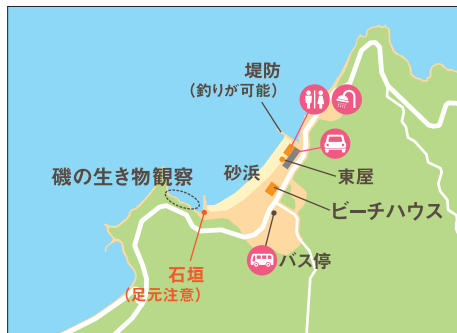 堤防
（釣りが可能）
砂浜
東屋
磯の生き物観察
ビーチハウス
石垣
（足元注意）
バス停